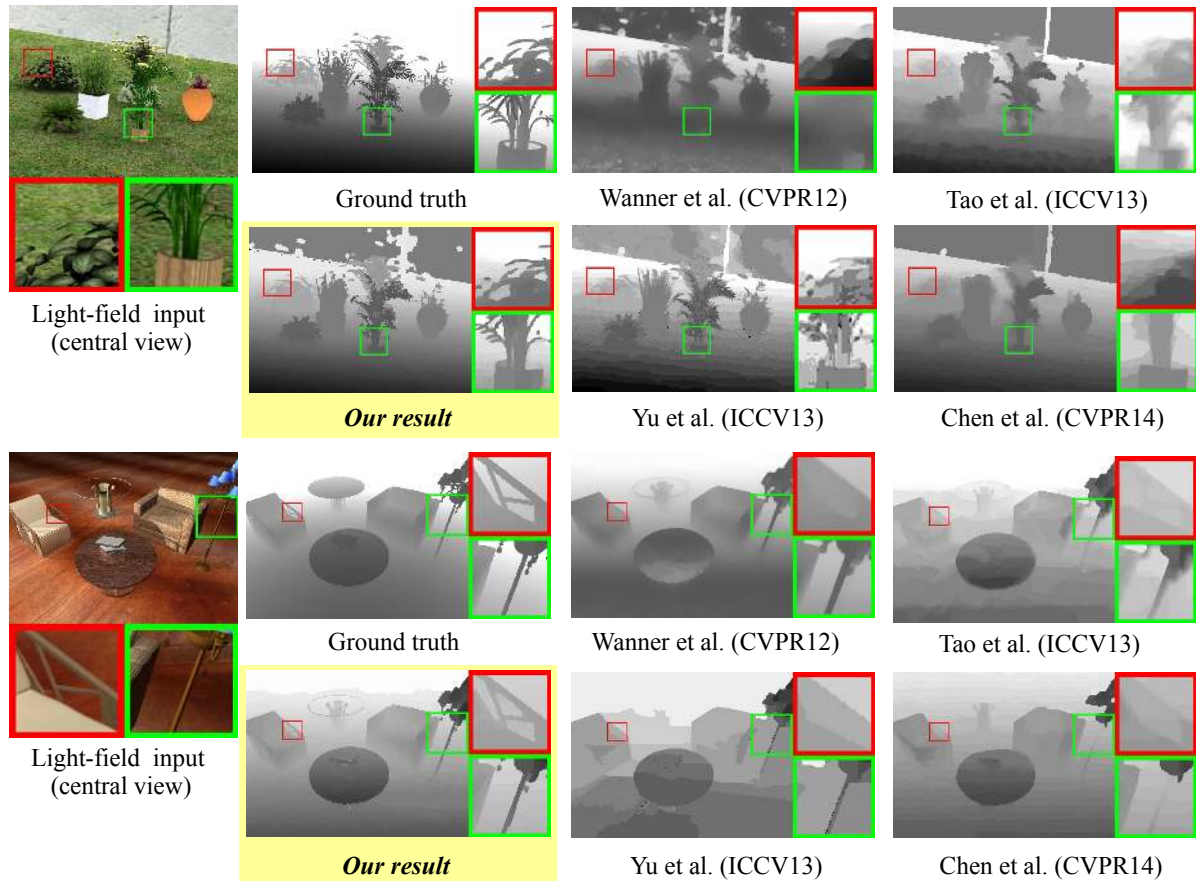 Ground truth
Wanner et al. (CVPR12)
Tao et al. (ICCV13)
Light-field input
(central view)
Our result
Yu et al. (ICCV13)
Chen et al. (CVPR14)
Ground truth
Wanner et al. (CVPR12)
Tao et al. (ICCV13)
Light-field input
(central view)
Our result
Yu et al. (ICCV13)
Chen et al. (CVPR14)